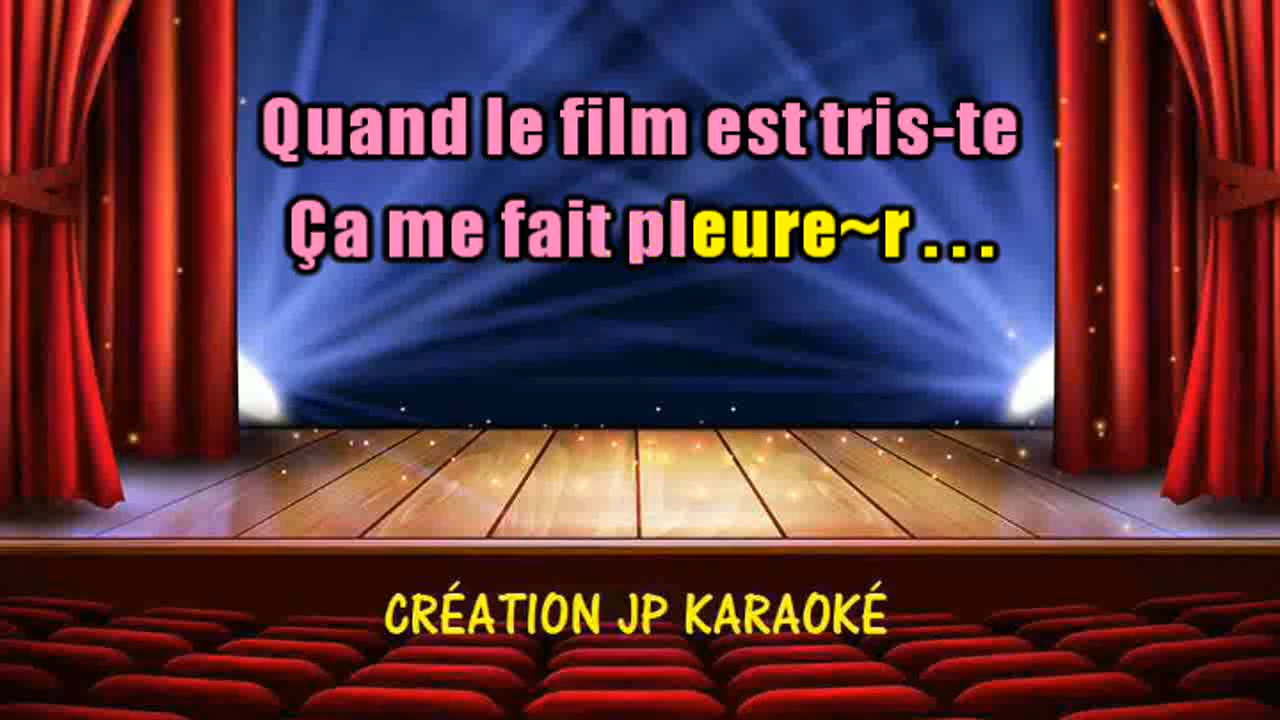 Quand le film est tris-te
Ça me fait pleure~r . . .
CRÉATION JP KARAOKÉ